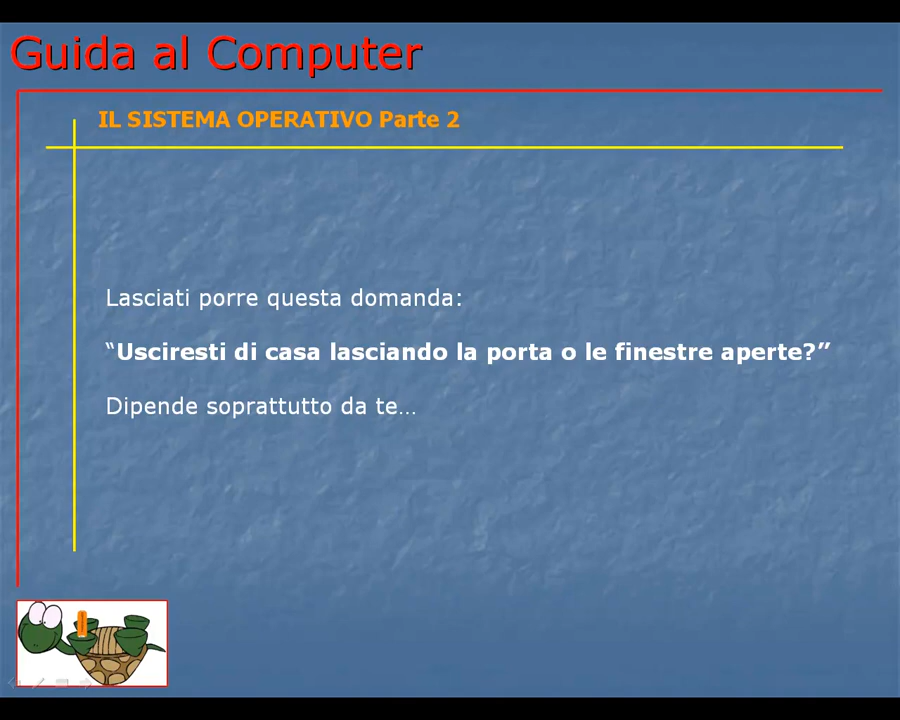 Guida al Computer
IL SISTEMA OPERATIVO Parte 2
Lasciati porre questa domanda:
“Usciresti di casa lasciando la porta o le finestre aperte?”
Dipende soprattutto da te…